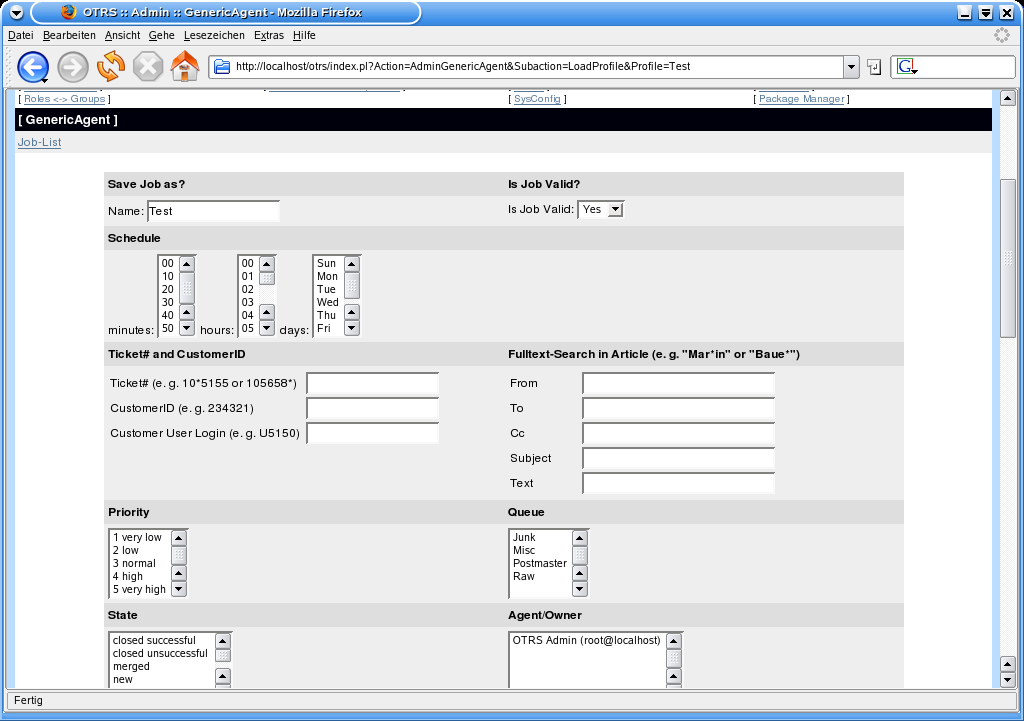 OTRS :: Admin :: GenericAgent - Mozilla Firefox
Datei Bearbeiten Ansicht Gehe Lesezeichen Extras Hilfe
http://localhost/otrs/index.pl?Action=AdminGenericAgent&Subaction=LoadProfile&Profile=Test
[ Roles <-> Groups ] [ SysConfig ] [ Package Manager ]
[ GenericAgent ]
Job-List
Save Job as? Is Job Valid?
Name: Test Is Job Valid: Yes
Schedule
00 00 Sun
10 01 Mon
20 02 Tue
30 03 Wed
40 04 Thu
minutes: 50 hours: 05 days: Fri
Ticket# and CustomerID Fulltext-Search in Article (e. g. "Mar*in" or "Baue*")
Ticket# (e. g. 10*5155 or 105658*) From
CustomerID (e. g. 234321) To
Customer User Login (e. g. U5150) Cc
Subject
Text
Priority Queue
1 very low Junk
2 low Misc
3 normal Postmaster
4 high Raw
5 very high
State Agent/Owner
closed successful OTRS Admin (root@localhost)
closed unsuccessful
merged
new
Fertig